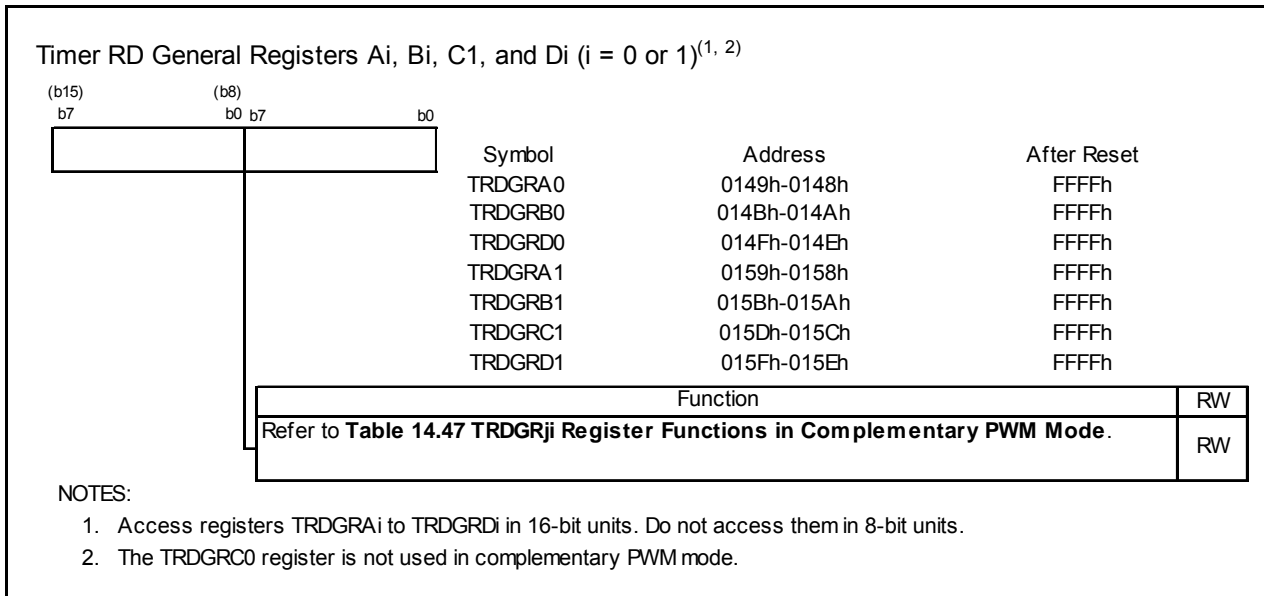 Timer RD General Registers Ai, Bi, C1, and Di (i = 0 or 1)(1, 2)
(b15) (b8)
b7 b0 b7 b0
Symbol Address After Reset
TRDGRA0 0149h-0148h FFFFh
TRDGRB0 014Bh-014Ah FFFFh
TRDGRD0 014Fh-014Eh FFFFh
TRDGRA1 0159h-0158h FFFFh
TRDGRB1 015Bh-015Ah FFFFh
TRDGRC1 015Dh-015Ch FFFFh
TRDGRD1 015Fh-015Eh FFFFh
Function RW
Refer to Table 14.47 TRDGRji Register Functions in Complementary PWM Mode. RW
NOTES:
1. Access registers TRDGRAi to TRDGRDi in 16-bit units. Do not access them in 8-bit units.
2. The TRDGRC0 register is not used in complementary PWM mode.